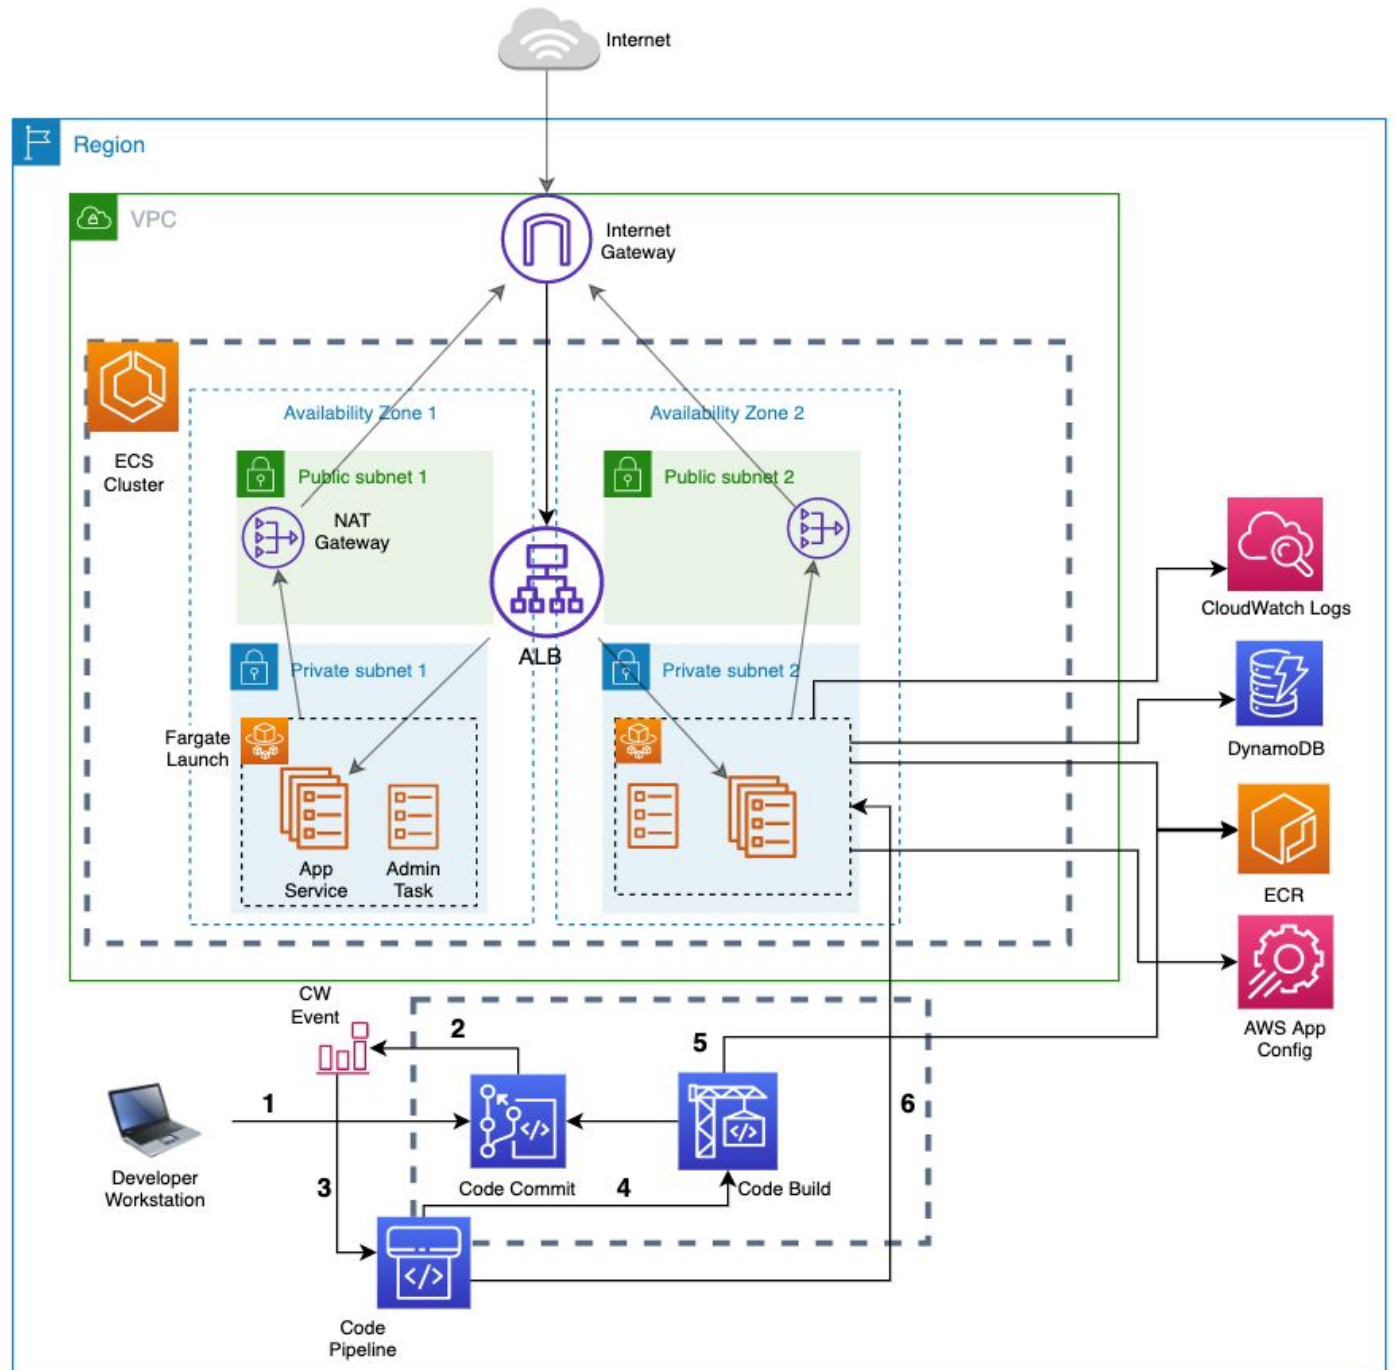 Internet
Region
VPC
Internet
Gateway
ECS
Cluster
Availability Zone 1
Availability Zone 2
Public subnet 1
Public subnet 2
NAT
Gateway
ALB
Private subnet 1
Private subnet 2
Fargate
Launch
App
Service
Admin
Task
CloudWatch Logs
DynamoDB
ECR
AWS App
Config
CW
Event
2
5
1
6
Developer
Workstation
Code Commit
Code Build
3
4
Code
Pipeline